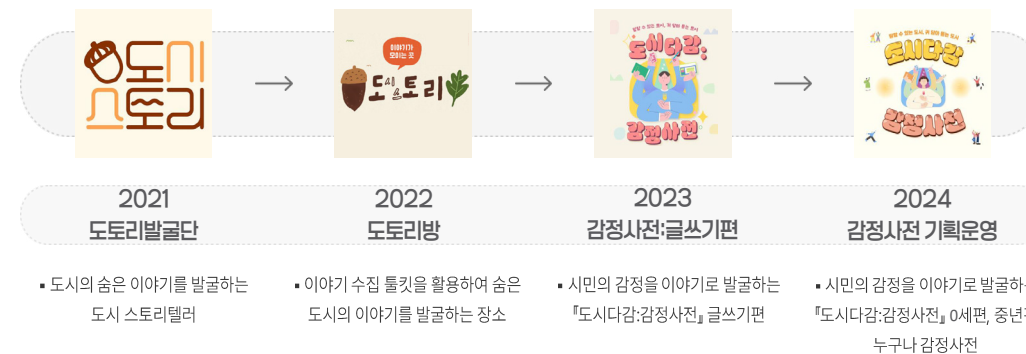 도시
스토리
이야기가
모이는 곳
도시숨토리
도시다감;
감정사전
도시다감
감정사전
2021
도토리발굴단
2022
도토리방
2023
감정사전:글쓰기편
2024
감정사전 기획운영
▪ 도시의 숨은 이야기를 발굴하는
도시 스토리텔러
▪ 이야기 수집 툴킷을 활용하여 숨은
도시의 이야기를 발굴하는 장소
▪ 시민의 감정을 이야기로 발굴하는
『도시다감:감정사전』 글쓰기편
▪ 시민의 감정을 이야기로 발굴하
『도시다감:감정사전』 0세편, 중년
누구나 감정사전